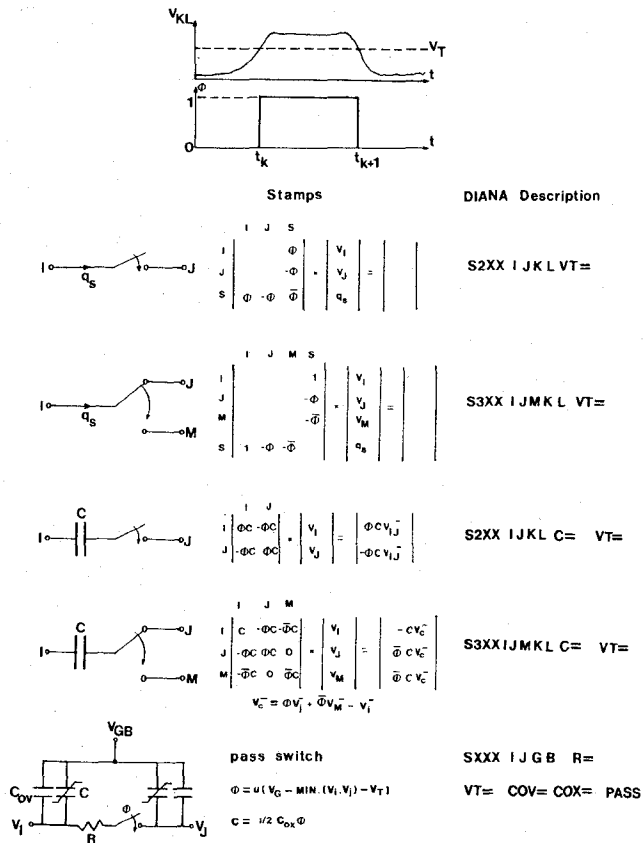 V_KL
V_T
t
Φ
1
0
t_k
t_{k+1}
t
Stamps
DIANA Description
I J S
I Φ V_I
J -Φ · V_J =
S Φ -Φ Φ̄ q_s
I q_s J
S2XX I J K L VT=
I J M S
I 1 V_I
J -Φ V_J
M -Φ̄ · V_M =
S 1 -Φ -Φ̄ q_s
I q_s J
M
S3XX I J M K L VT=
C
I J
I J
I ΦC -ΦC · V_I = ΦC V_IJ^-
J -ΦC ΦC V_J -ΦC V_IJ^-
S2XX I J K L C= VT=
C
I J
M
I J M
I C -ΦC -Φ̄C V_I -C V_c^-
J -ΦC ΦC 0 · V_J = Φ̄ C V_c^-
M -Φ̄C 0 Φ̄C V_M Φ̄ C V_c^-
V_c^- = ΦV_j^- + Φ̄V_M^- - V_i^-
S3XX I J M K L C= VT=
V_GB
C_OV C
V_I R Φ V_J
pass switch
Φ = u(V_G - MIN.(V_i,V_j) - V_T)
C = 1/2 C_ox Φ
SXXX I J G B R=
VT= COV= COX= PASS